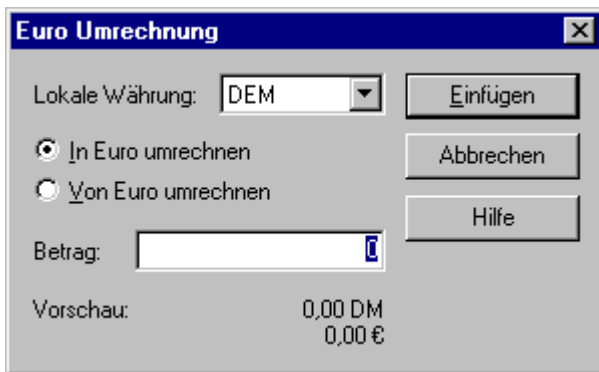 Euro Umrechnung
Lokale Währung: DEM
Einfügen
In Euro umrechnen
Abbrechen
Von Euro umrechnen
Hilfe
Betrag: 0
Vorschau: 0,00 DM
0,00 €